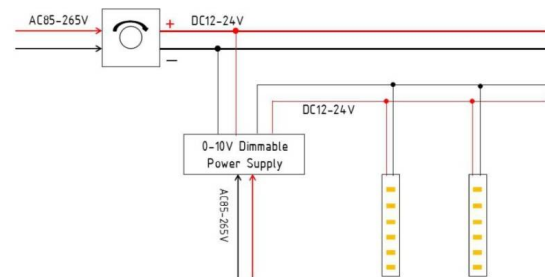 AC85-265V
+
DC12-24V
−
DC12-24V
0-10V Dimmable
Power Supply
AC85-265V